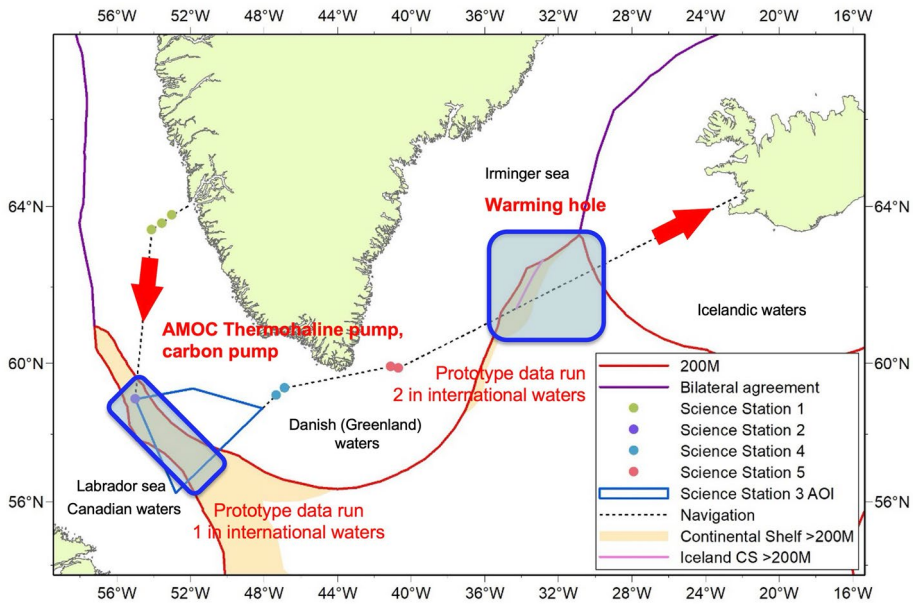 56°W 52°W 48°W 44°W 40°W 36°W 32°W 28°W 24°W 20°W 16°W
Irminger sea
64°N
64°N
Warming hole
Icelandic waters
AMOC Thermohaline pump,
carbon pump
60°N
60°N
Prototype data run
2 in international waters
200M
Bilateral agreement
Science Station 1
Science Station 2
Science Station 4
Science Station 5
Science Station 3 AOI
Navigation
Continental Shelf >200M
Iceland CS >200M
Danish (Greenland)
waters
Labrador sea
Canadian waters
56°N
56°N
Prototype data run
1 in international waters
56°W 52°W 48°W 44°W 40°W 36°W 32°W 28°W 24°W 20°W 16°W